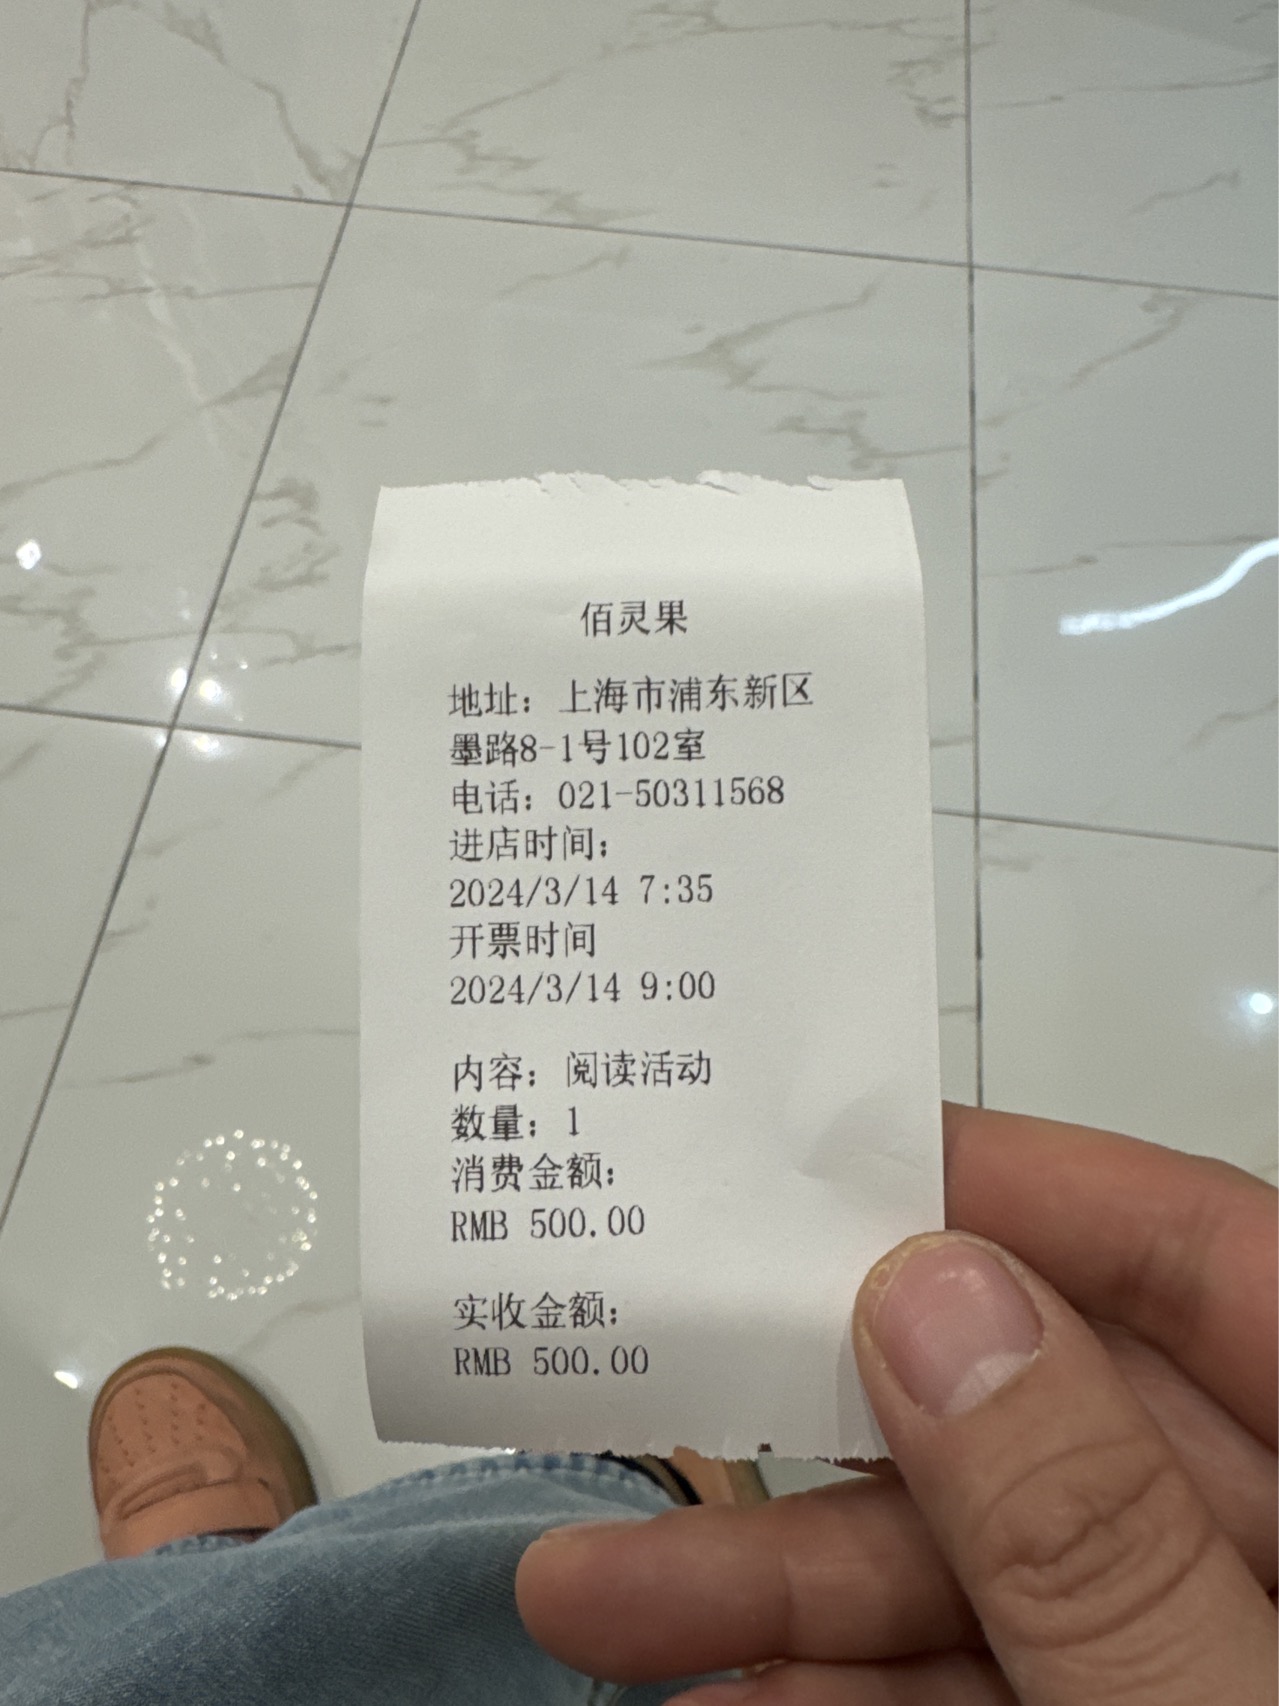 佰灵果
地址：上海市浦东新区
墨路8-1号102室
电话：021-50311568
进店时间：
2024/3/14 7:35
开票时间
2024/3/14 9:00
内容：阅读活动
数量：1
消费金额：
RMB 500.00
实收金额：
RMB 500.00